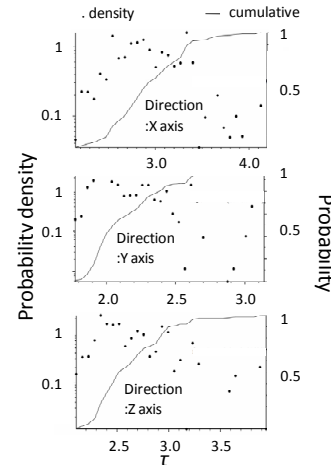 . density — cumulative
1
0.1
1
0.5
Direction
:X axis
3.0 4.0
1
0.1
1
0.5
Direction
:Y axis
2.0 2.5 3.0
1
0.1
1
0.5
Direction
:Z axis
2.5 3.0 3.5
τ
Probability density
Probability